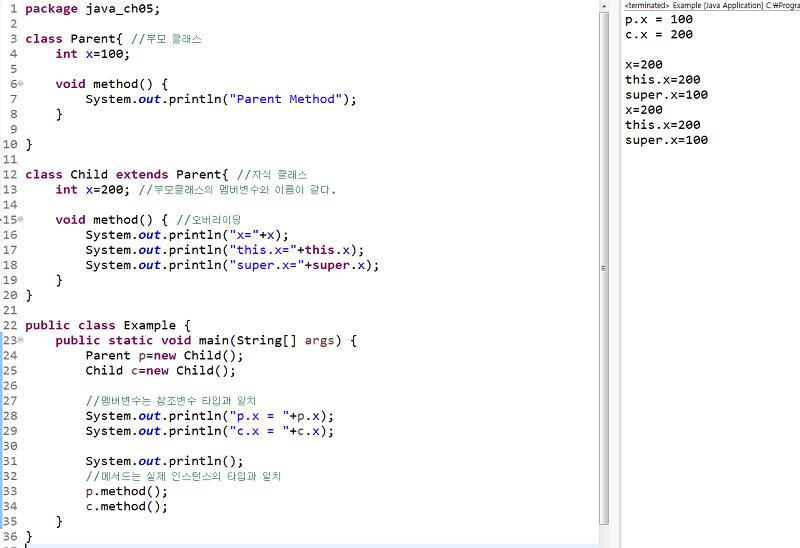 1 package java_ch05;
2
3 class Parent{ //부모 클래스
4     int x=100;
5
6     void method() {
7         System.out.println("Parent Method");
8     }
9
10 }
11
12 class Child extends Parent{ //자식 클래스
13     int x=200; //부모클래스의 멤버변수와 이름이 같다.
14
15     void method() { //오버라이딩
16         System.out.println("x="+x);
17         System.out.println("this.x="+this.x);
18         System.out.println("super.x="+super.x);
19     }
20 }
21
22 public class Example {
23     public static void main(String[] args) {
24         Parent p=new Child();
25         Child c=new Child();
26
27         //멤버변수는 참조변수 타입과 일치
28         System.out.println("p.x = "+p.x);
29         System.out.println("c.x = "+c.x);
30
31         System.out.println();
32         //메서드는 실제 인스턴스의 타입과 일치
33         p.method();
34         c.method();
35     }
36 }
<terminated> Example [Java Application] C:₩Progra
p.x = 100
c.x = 200

x=200
this.x=200
super.x=100
x=200
this.x=200
super.x=100